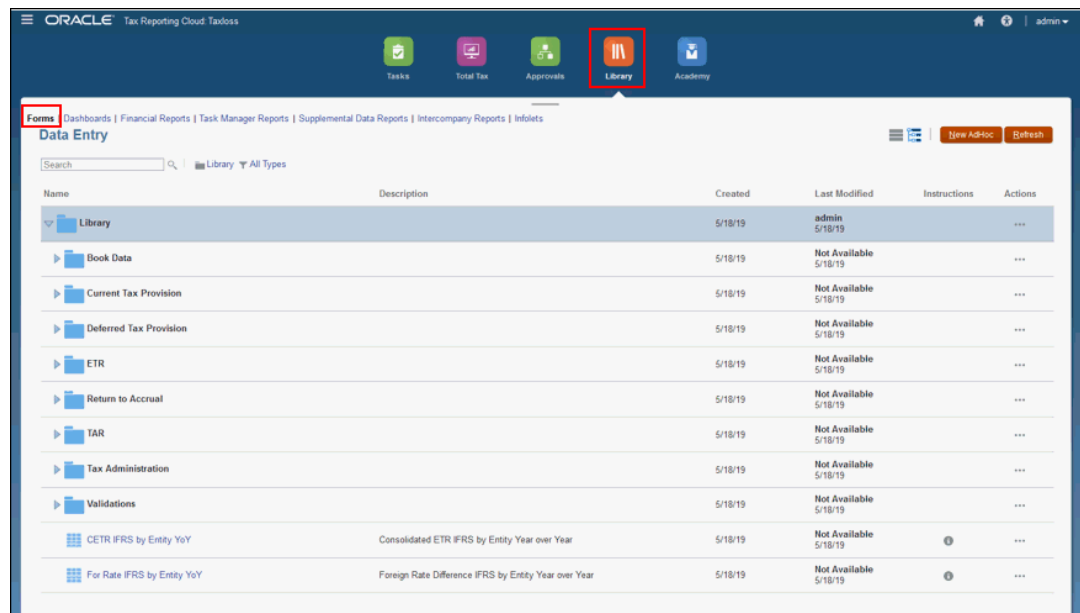 ORACLE Tax Reporting Cloud: Taxloss admin
Tasks Total Tax Approvals Library Academy
Forms | Dashboards | Financial Reports | Task Manager Reports | Supplemental Data Reports | Intercompany Reports | Infolets
Data Entry New AdHoc Refresh
Search Library All Types
Name Description Created Last Modified Instructions Actions
Library 5/18/19 admin
5/18/19
Book Data 5/18/19 Not Available
5/18/19
Current Tax Provision 5/18/19 Not Available
5/18/19
Deferred Tax Provision 5/18/19 Not Available
5/18/19
ETR 5/18/19 Not Available
5/18/19
Return to Accrual 5/18/19 Not Available
5/18/19
TAR 5/18/19 Not Available
5/18/19
Tax Administration 5/18/19 Not Available
5/18/19
Validations 5/18/19 Not Available
5/18/19
CETR IFRS by Entity YoY Consolidated ETR IFRS by Entity Year over Year 5/18/19 Not Available
5/18/19
For Rate IFRS by Entity YoY Foreign Rate Difference IFRS by Entity Year over Year 5/18/19 Not Available
5/18/19